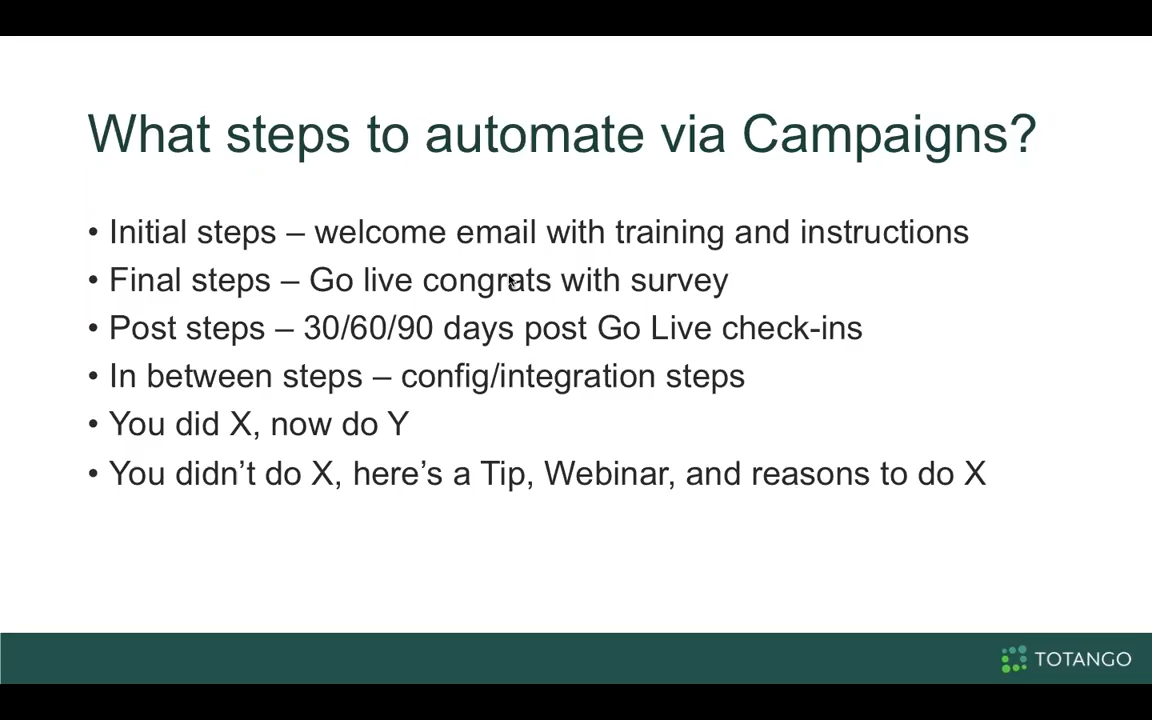 What steps to automate via Campaigns?
• Initial steps – welcome email with training and instructions
• Final steps – Go live congrats with survey
• Post steps – 30/60/90 days post Go Live check-ins
• In between steps – config/integration steps
• You did X, now do Y
• You didn’t do X, here’s a Tip, Webinar, and reasons to do X
TOTANGO